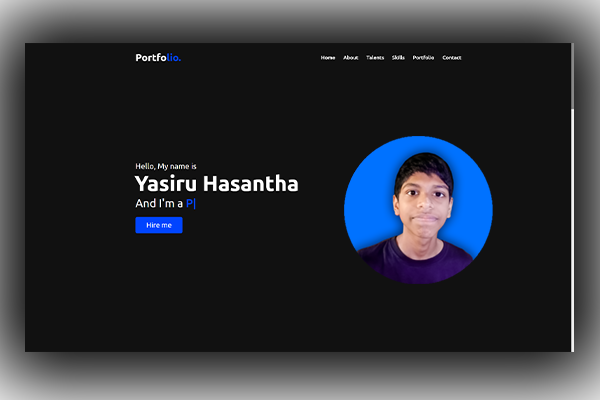 Portfolio.
Home About Talents Skills Portfolio Contact
Hello, My name is
Yasiru Hasantha
And I'm a P|
Hire me